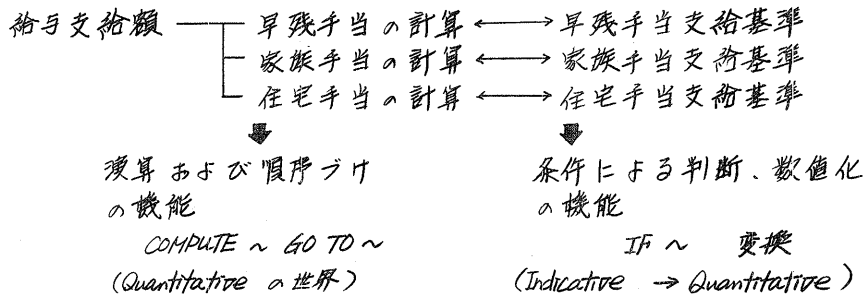 給与支給額 早残手当の計算 ←→ 早残手当支給基準
家族手当の計算 ←→ 家族手当支給基準
住宅手当の計算 ←→ 住宅手当支給基準
演算および順序づけ
の機能
条件による判断、数値化
の機能
COMPUTE～GO TO～
IF～ 変換
(Quantitative の世界)
(Indicative → Quantitative)